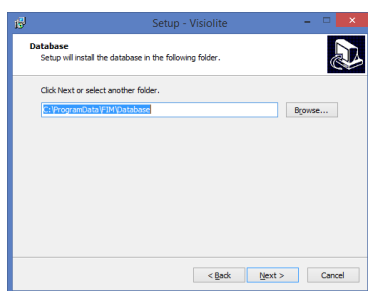 Setup - Visiolite
Database
Setup will install the database in the following folder.
Click Next or select another folder.
C:\ProgramData\FIM\Database
Browse...
< Back
Next >
Cancel